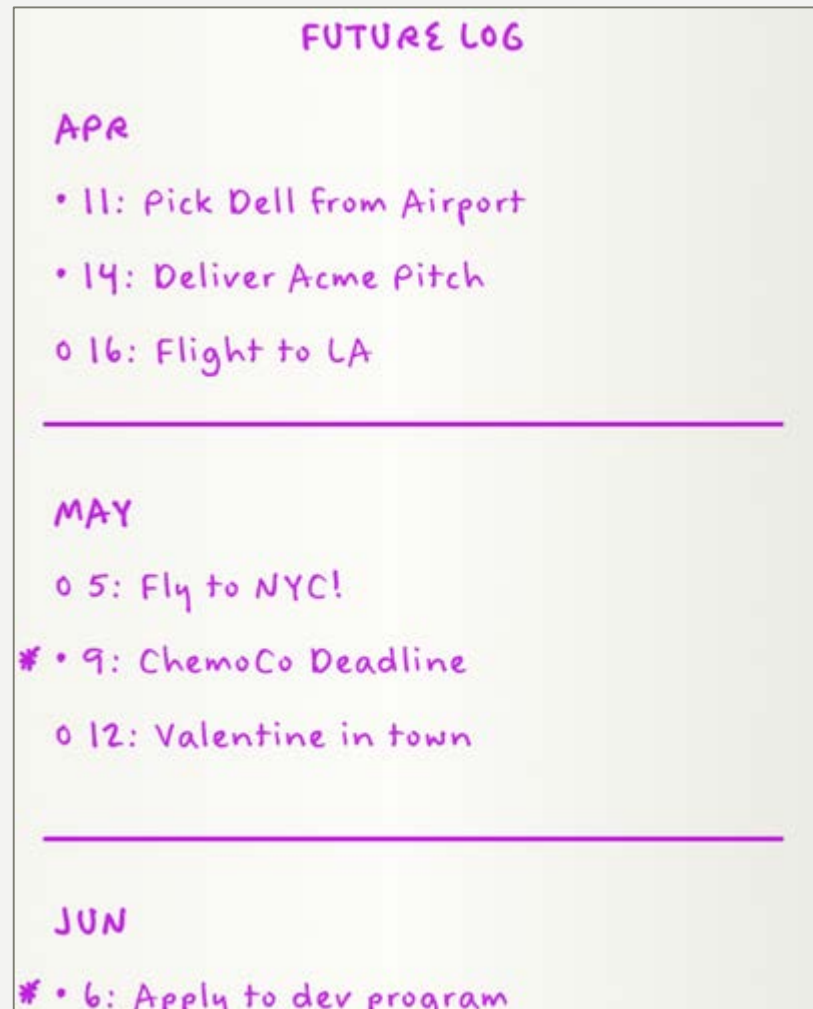 FUTURE LOG
APR
• 11: Pick Dell from Airport
• 14: Deliver Acme Pitch
o 16: Flight to LA
MAY
o 5: Fly to NYC!
* • 9: ChemoCo Deadline
o 12: Valentine in town
JUN
* • 6: Apply to dev program